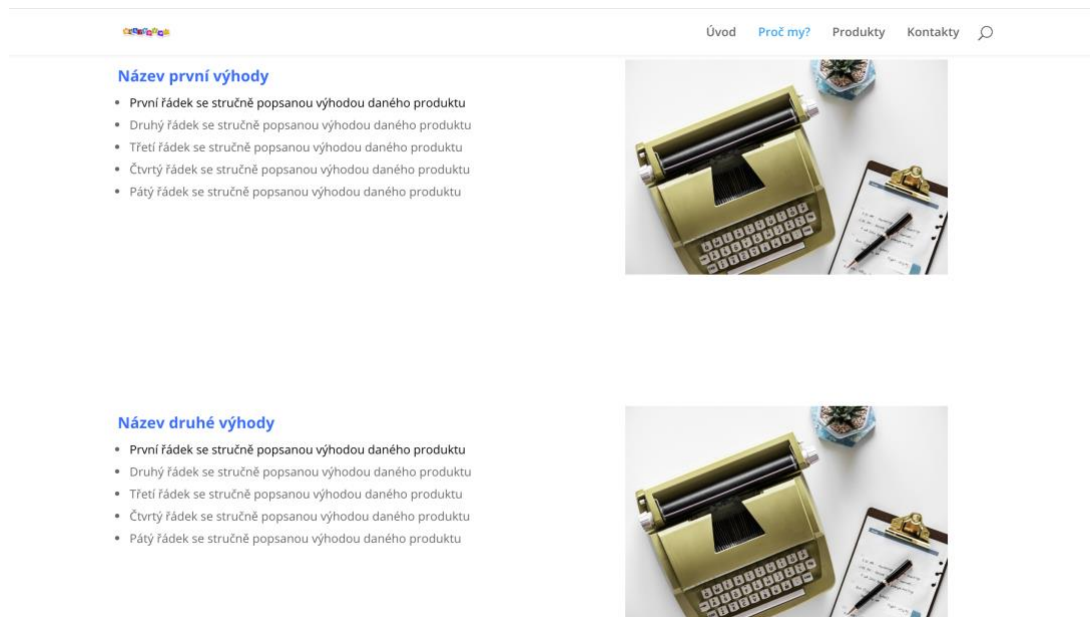 Úvod Proč my? Produkty Kontakty
Název první výhody
První řádek se stručně popsanou výhodou daného produktu
Druhý řádek se stručně popsanou výhodou daného produktu
Třetí řádek se stručně popsanou výhodou daného produktu
Čtvrtý řádek se stručně popsanou výhodou daného produktu
Pátý řádek se stručně popsanou výhodou daného produktu
Název druhé výhody
První řádek se stručně popsanou výhodou daného produktu
Druhý řádek se stručně popsanou výhodou daného produktu
Třetí řádek se stručně popsanou výhodou daného produktu
Čtvrtý řádek se stručně popsanou výhodou daného produktu
Pátý řádek se stručně popsanou výhodou daného produktu